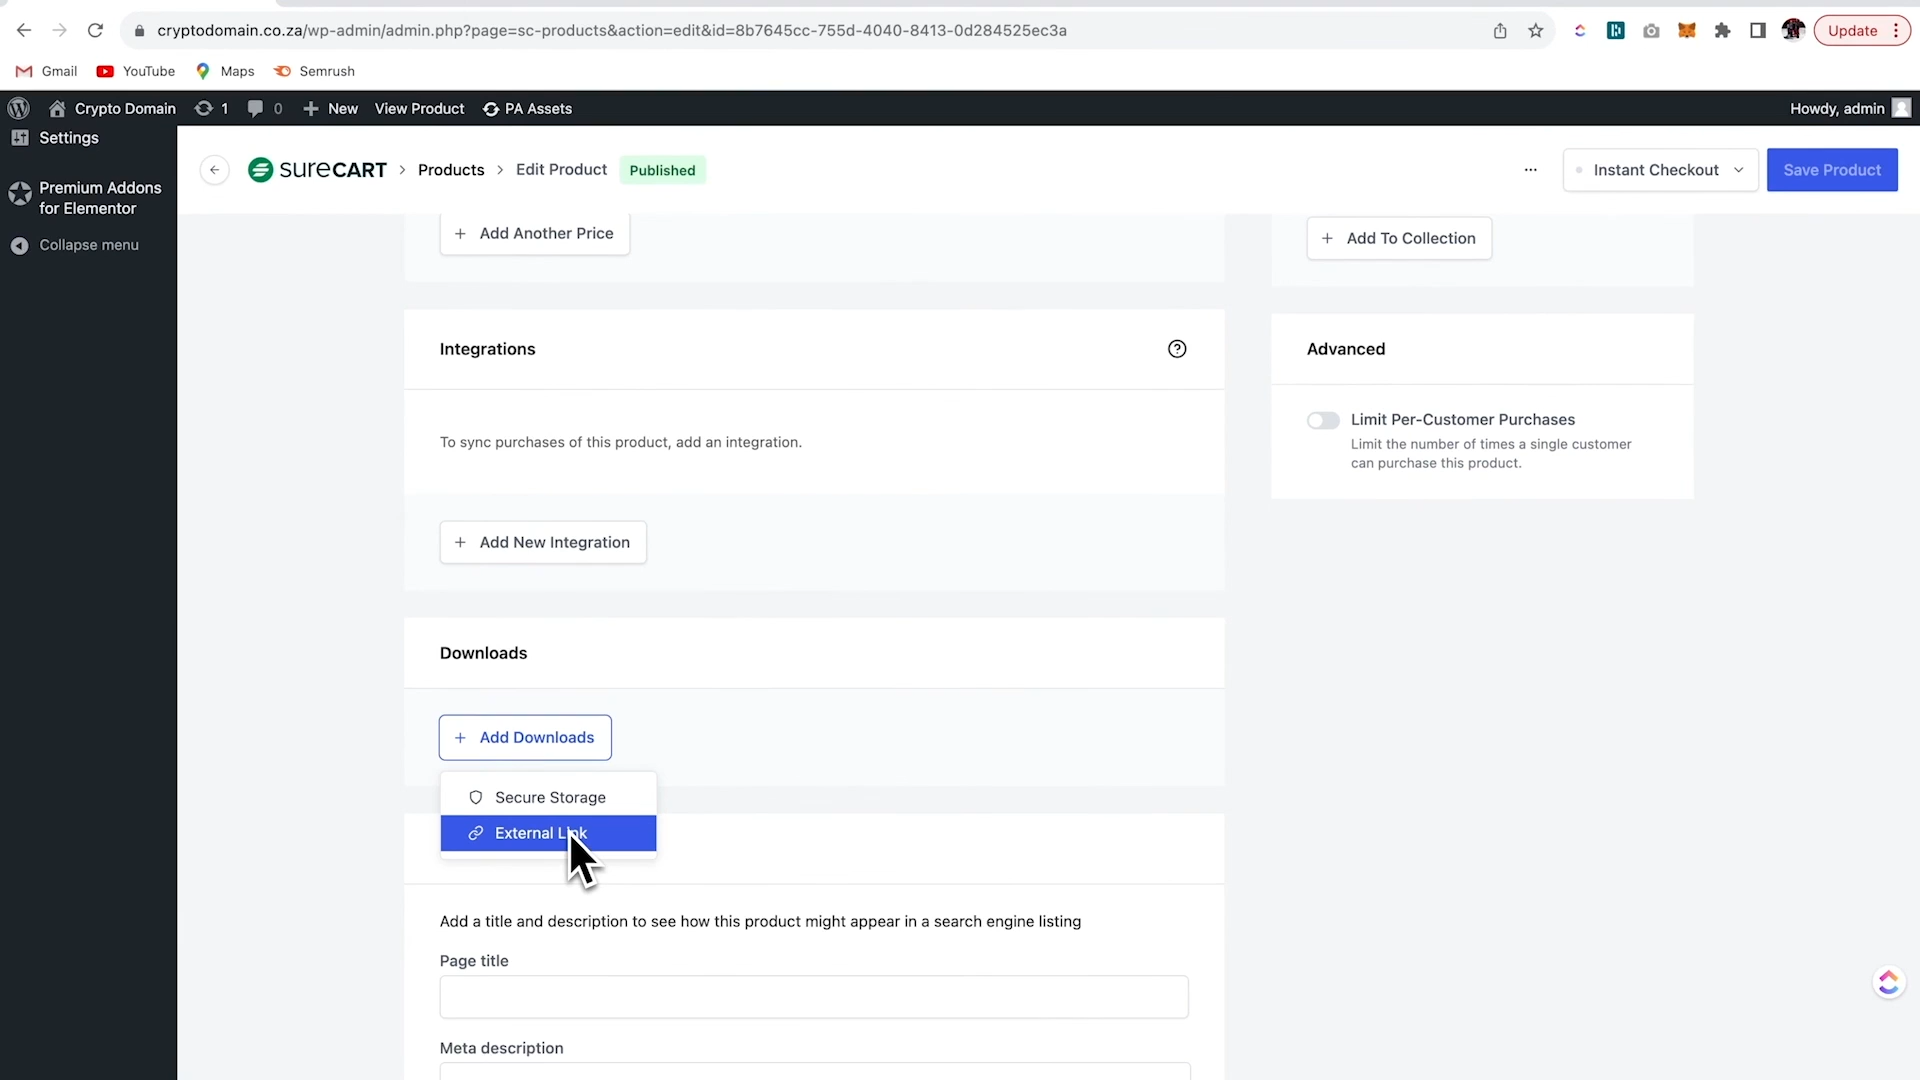 cryptodomain.co.za/wp-admin/admin.php?page=sc-products&action=edit&id=8b7645cc-755d-4040-8413-0d284525ec3a
Update
Gmail
YouTube
Maps
Semrush
Crypto Domain
1
0
New
View Product
PA Assets
Howdy, admin
Settings
Premium Addons
for Elementor
Collapse menu
SURECART
Products
Edit Product
Published
Instant Checkout
Save Product
+ Add Another Price
+ Add To Collection
Integrations
Advanced
Limit Per-Customer Purchases
Limit the number of times a single customer
can purchase this product.
To sync purchases of this product, add an integration.
+ Add New Integration
Downloads
+ Add Downloads
Secure Storage
External Link
Add a title and description to see how this product might appear in a search engine listing
Page title
Meta description